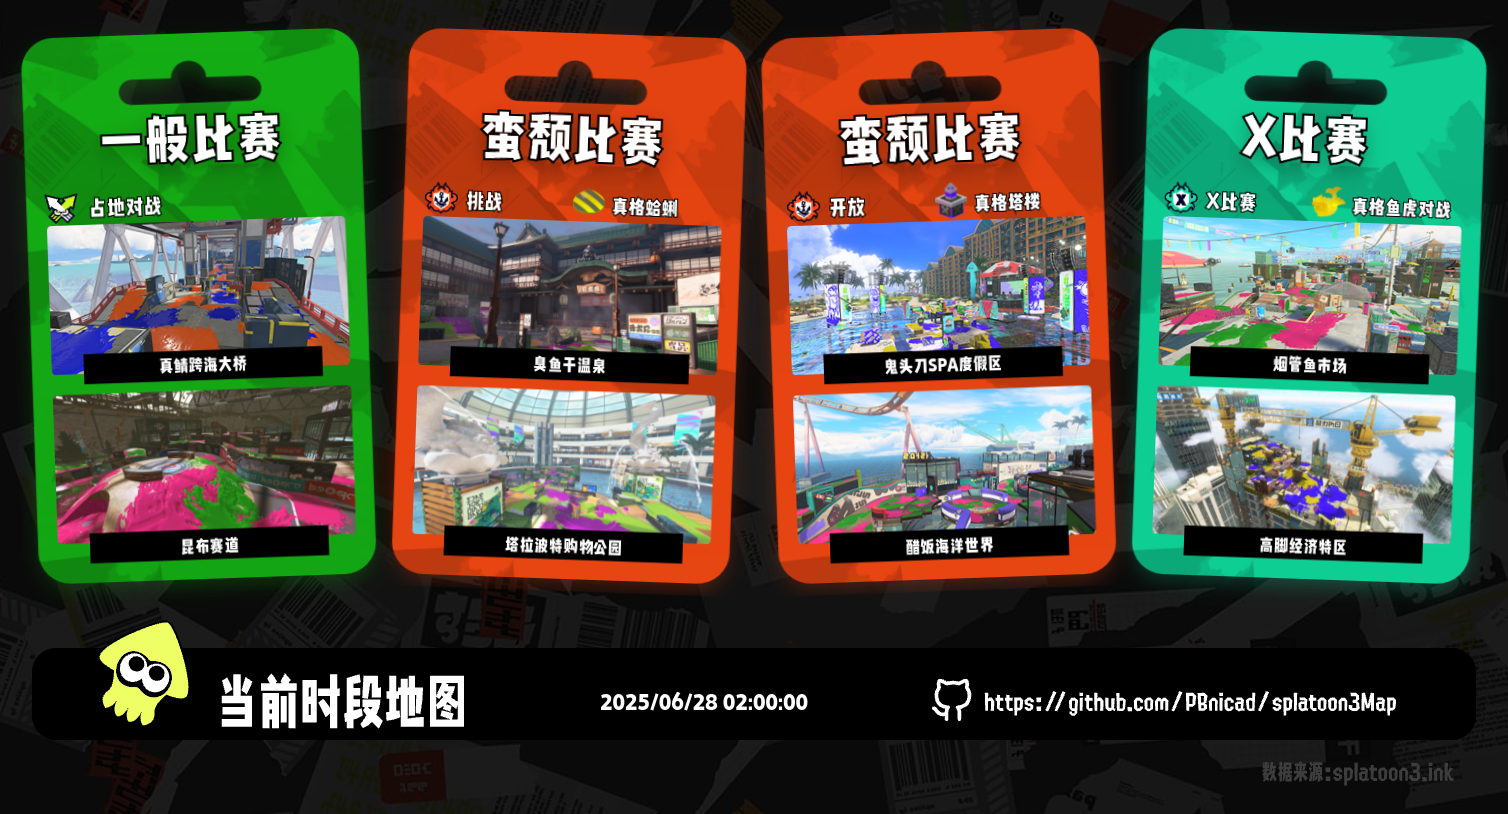 一般比赛
占地对战
真鲭跨海大桥
昆布赛道
蛮颓比赛
挑战
真格蛤蜊
臭鱼干温泉
塔拉波特购物公园
蛮颓比赛
开放
真格塔楼
鬼头刀SPA度假区
醋饭海洋世界
X比赛
X比赛
真格鱼虎对战
烟管鱼市场
高脚经济特区
当前时段地图
2025/06/28 02:00:00
https://github.com/PBnicad/splatoon3Map
数据来源:splatoon3.ink